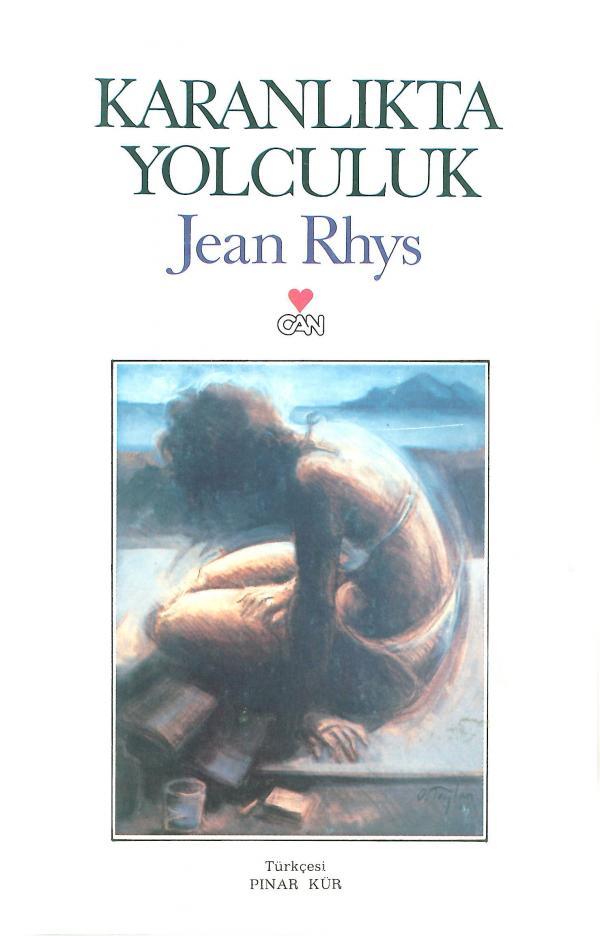 KARANLIKTA
YOLCULUK
Jean Rhys
CAN
Türkçesi
PINAR KÜR